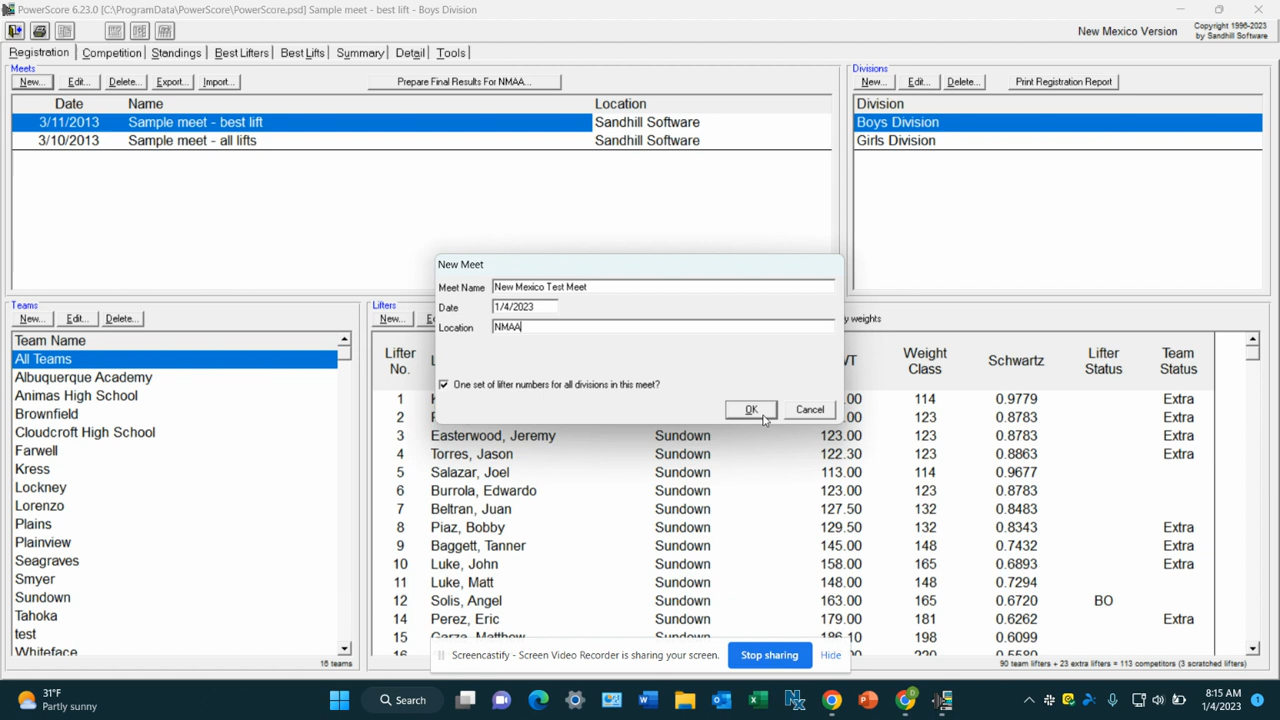 PowerScore 6.23.0 [C:\ProgramData\PowerScore\PowerScore.psd] Sample meet - best lift - Boys Division
New Mexico Version
Copyright 1996-2023
by Sandhill Software
Registration Competition Standings Best Lifters Best Lifts Summary Detail Tools
Meets
New... Edit... Delete... Export... Import... Prepare Final Results For NMAA...
Date Name Location
3/11/2013 Sample meet - best lift Sandhill Software
3/10/2013 Sample meet - all lifts Sandhill Software
Divisions
New... Edit... Delete... Print Registration Report
Division
Boys Division
Girls Division
New Meet
Meet Name New Mexico Test Meet
Date 1/4/2023
Location NMAA
One set of lifter numbers for all divisions in this meet?
OK Cancel
Teams
New... Edit... Delete...
Team Name
All Teams
Albuquerque Academy
Animas High School
Brownfield
Cloudcroft High School
Farwell
Kress
Lockney
Lorenzo
Plains
Plainview
Seagraves
Smyer
Sundown
Tahoka
test
Whiteface
16 teams
Lifters
New...
weights
Lifter No. Weight Class Schwartz Lifter Status Team Status
1 114 0.9779 Extra
2 123 0.8783 Extra
3 Easterwood, Jeremy Sundown 123.00 123 0.8783 Extra
4 Torres, Jason Sundown 122.30 123 0.8863 Extra
5 Salazar, Joel Sundown 113.00 114 0.9677
6 Burrola, Edwardo Sundown 123.00 123 0.8783
7 Beltran, Juan Sundown 127.50 132 0.8483
8 Piaz, Bobby Sundown 129.50 132 0.8343 Extra
9 Baggett, Tanner Sundown 145.00 148 0.7432 Extra
10 Luke, John Sundown 158.00 165 0.6893 Extra
11 Luke, Matt Sundown 148.00 148 0.7294
12 Solis, Angel Sundown 163.00 165 0.6720 BO
14 Perez, Eric Sundown 179.00 181 0.6262 Extra
15 Garza, Matthew Sundown 186.10 198 0.6099
16 220 0.5580
90 team lifters + 23 extra lifters = 113 competitors (3 scratched lifters)
Screencastify - Screen Video Recorder is sharing your screen. Stop sharing Hide
31°F
Partly sunny
Search
8:15 AM
1/4/2023